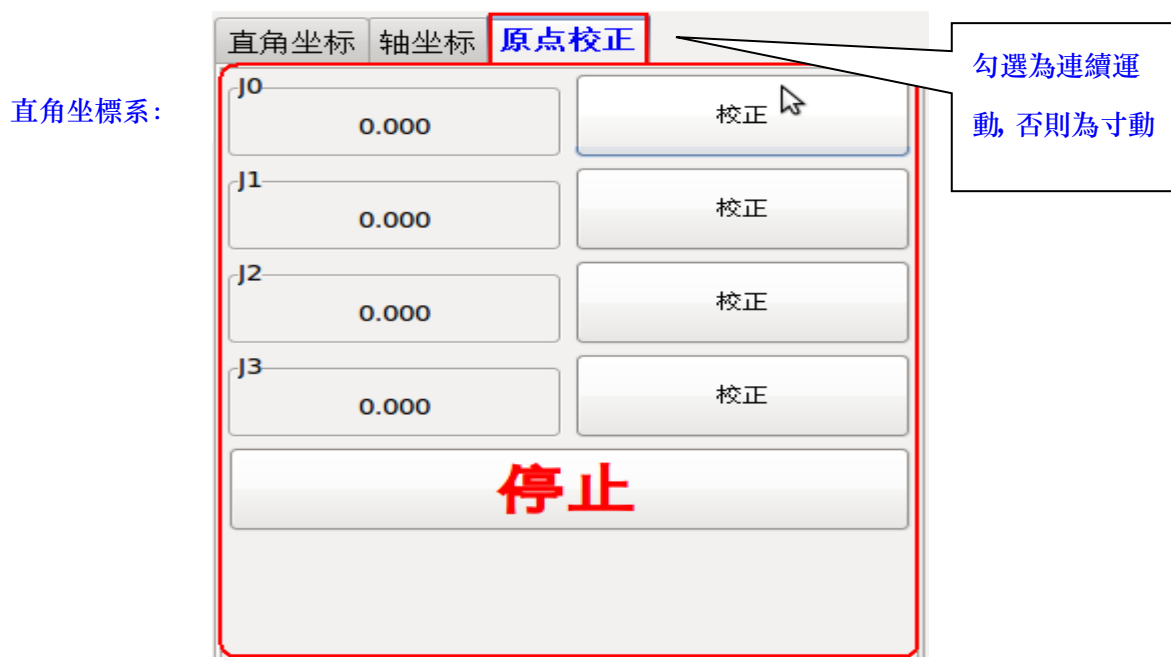 直角坐标 轴坐标 原点校正
勾選為連續運
動, 否則為寸動
直角坐標系:
J0
0.000 校正
J1
0.000 校正
J2
0.000 校正
J3
0.000 校正
停止